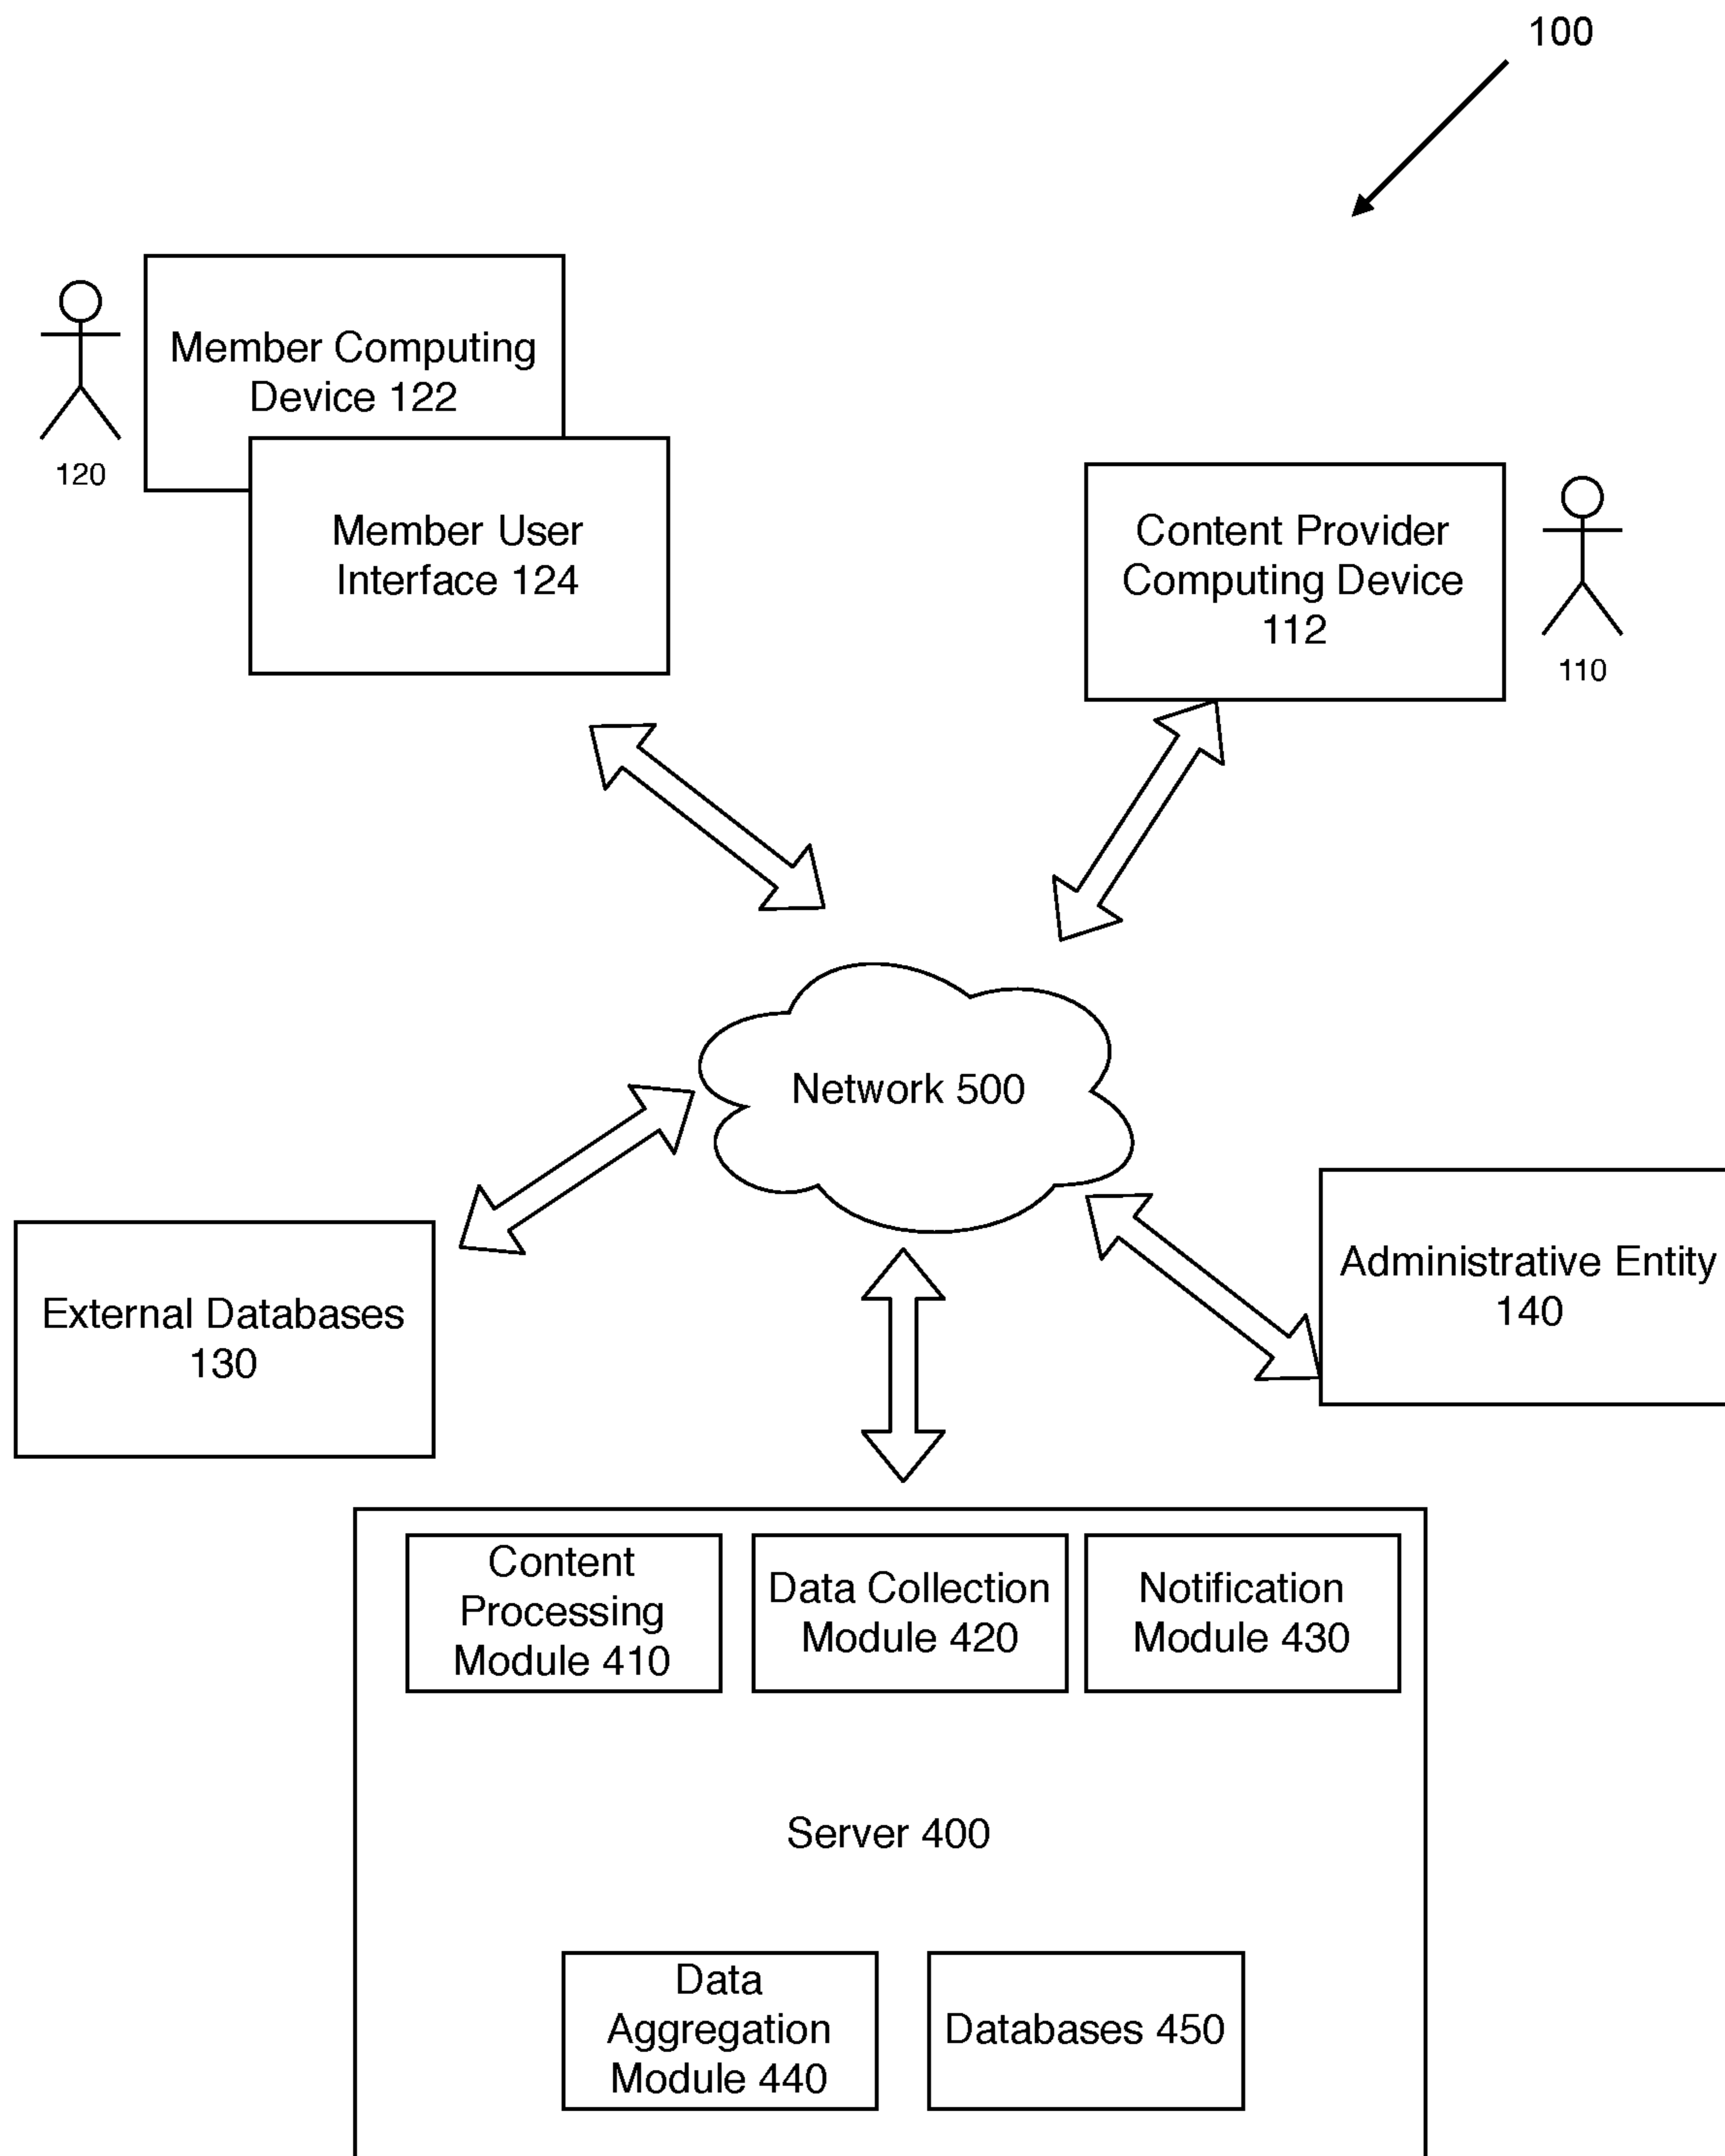 100
Member Computing
Device 122
120
Member User
Interface 124
Content Provider
Computing Device
112
110
Network 500
External Databases
130
Administrative Entity
140
Content
Processing
Module 410
Data Collection
Module 420
Notification
Module 430
Server 400
Data
Aggregation
Module 440
Databases 450